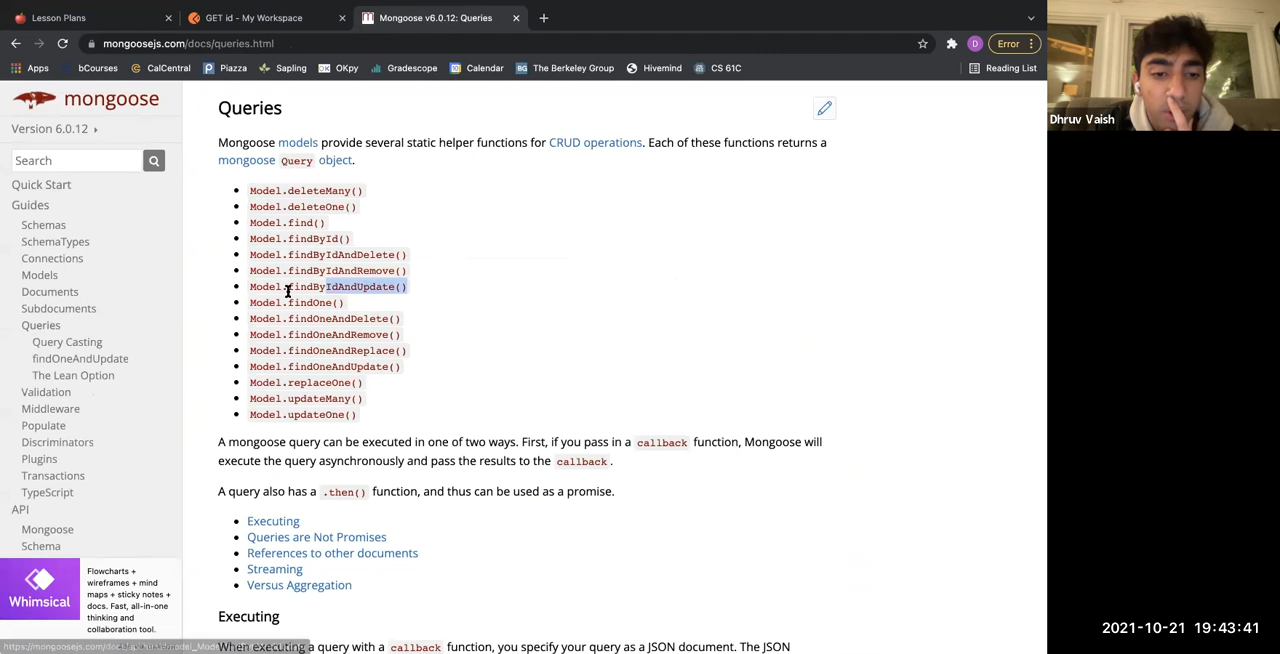 Lesson Plans
GET id - My Workspace
Mongoose v6.0.12: Queries
mongoosejs.com/docs/queries.html
Error
Apps
bCourses
CalCentral
Piazza
Sapling
OKpy
Gradescope
Calendar
BG The Berkeley Group
Hivemind
CS 61C
Reading List
mongoose
Version 6.0.12
Search
Quick Start
Guides
Schemas
SchemaTypes
Connections
Models
Documents
Subdocuments
Queries
Query Casting
findOneAndUpdate
The Lean Option
Validation
Middleware
Populate
Discriminators
Plugins
Transactions
TypeScript
API
Mongoose
Schema
Whimsical
Flowcharts +
wireframes + mind
maps + sticky notes +
docs. Fast, all-in-one
thinking and
collaboration tool.
Queries
Mongoose models provide several static helper functions for CRUD operations. Each of these functions returns a
mongoose Query object.
Model.deleteMany()
Model.deleteOne()
Model.find()
Model.findById()
Model.findByIdAndDelete()
Model.findByIdAndRemove()
Model.findByIdAndUpdate()
Model.findOne()
Model.findOneAndDelete()
Model.findOneAndRemove()
Model.findOneAndReplace()
Model.findOneAndUpdate()
Model.replaceOne()
Model.updateMany()
Model.updateOne()
A mongoose query can be executed in one of two ways. First, if you pass in a callback function, Mongoose will
execute the query asynchronously and pass the results to the callback.
A query also has a .then() function, and thus can be used as a promise.
Executing
Queries are Not Promises
References to other documents
Streaming
Versus Aggregation
Executing
When executing a query with a callback function, you specify your query as a JSON document. The JSON
Dhruv Vaish
2021-10-21 19:43:41